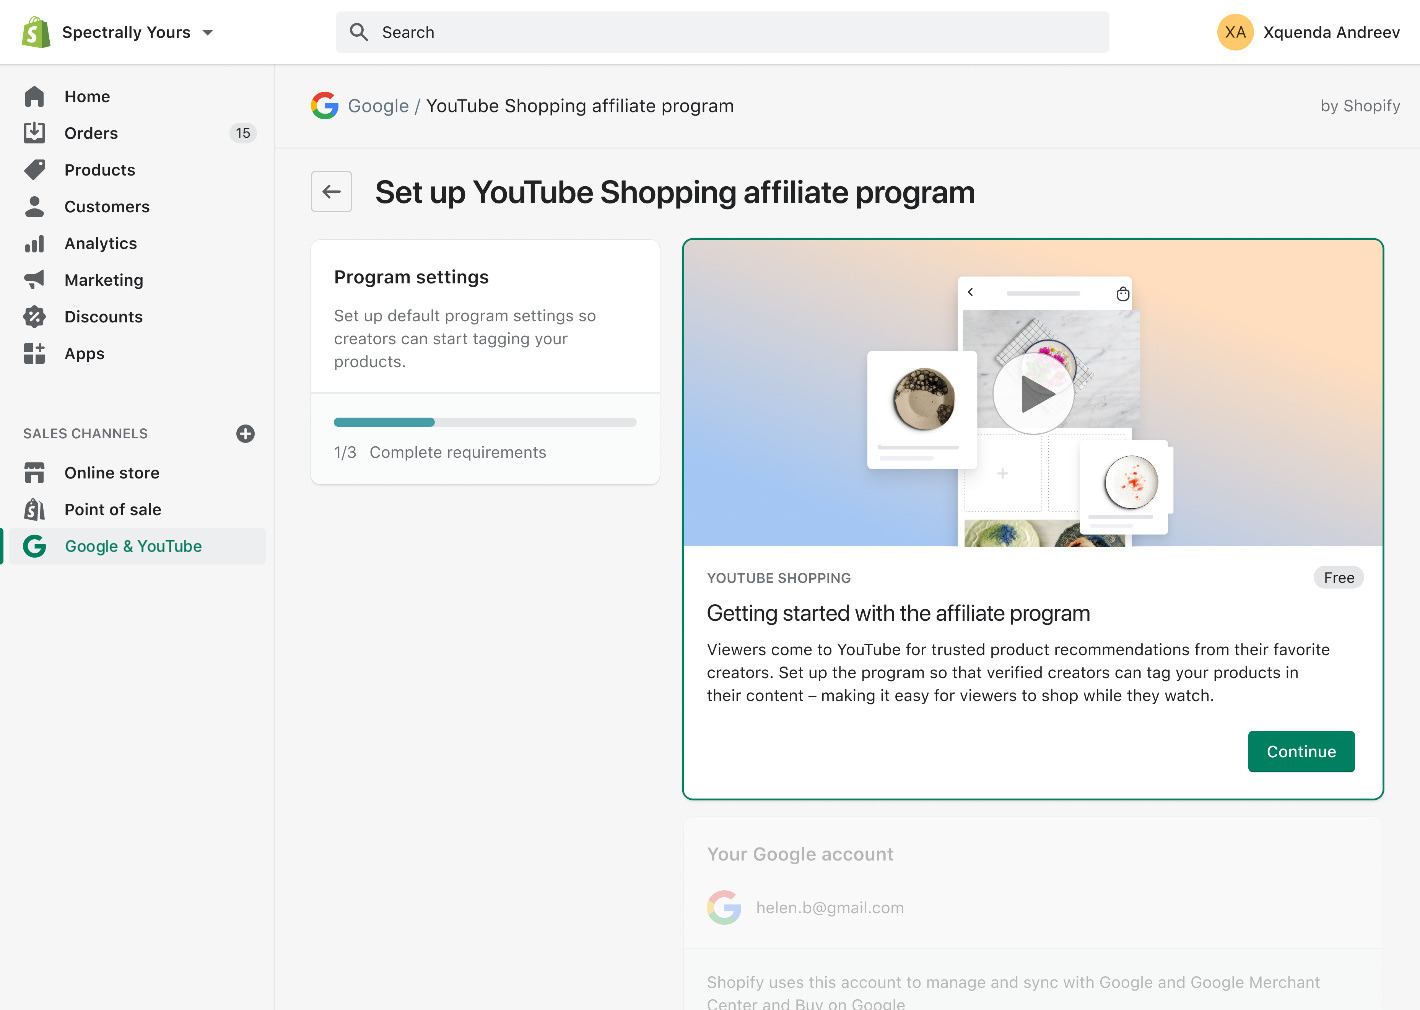 Spectrally Yours
Search
XA
Xquenda Andreev
Home
Orders
15
Products
Customers
Analytics
Marketing
Discounts
Apps
SALES CHANNELS
Online store
Point of sale
Google & YouTube
Google / YouTube Shopping affiliate program
by Shopify
Set up YouTube Shopping affiliate program
Program settings
Set up default program settings so
creators can start tagging your
products.
1/3 Complete requirements
YOUTUBE SHOPPING
Free
Getting started with the affiliate program
Viewers come to YouTube for trusted product recommendations from their favorite
creators. Set up the program so that verified creators can tag your products in
their content – making it easy for viewers to shop while they watch.
Continue
Your Google account
helen.b@gmail.com
Shopify uses this account to manage and sync with Google and Google Merchant
Center and Buy on Google